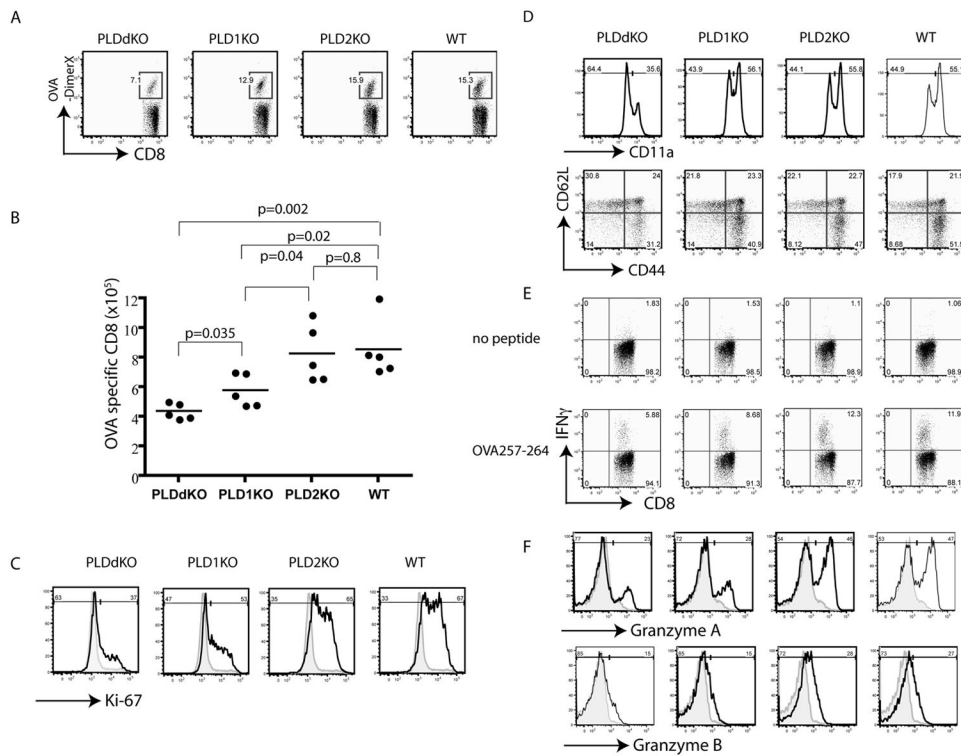 A
PLDdKO PLD1KO PLD2KO WT
OVA
-DimerX
7.1 12.9 15.9 15.3
CD8
B
p=0.002
p=0.02
p=0.04 p=0.8
p=0.035
OVA specific CD8 (x10⁵)
12
10
8
6
4
2
0
PLDdKO PLD1KO PLD2KO WT
C
PLDdKO PLD1KO PLD2KO WT
63 37 47 53 35 65 33 67
Ki-67
D
PLDdKO PLD1KO PLD2KO WT
64.4 35.6 43.9 56.1 44.1 55.8 44.9 55.1
CD11a
CD62L
30.8 24 21.8 23.3 22.1 22.7 17.9 21.9
14 31.2 14 40.9 8.12 47 8.68 51.5
CD44
E
no peptide
0 1.83 0 1.53 0 1.1 0 1.06
0 98.2 0 98.5 0 98.9 0 98.9
OVA257-264
IFNγ
0 5.88 0 8.68 0 12.3 0 11.9
0 94.1 0 91.3 0 87.7 0 88.1
CD8
F
77 23 72 28 54 46 53 47
Granzyme A
85 15 85 15 72 28 73 27
Granzyme B